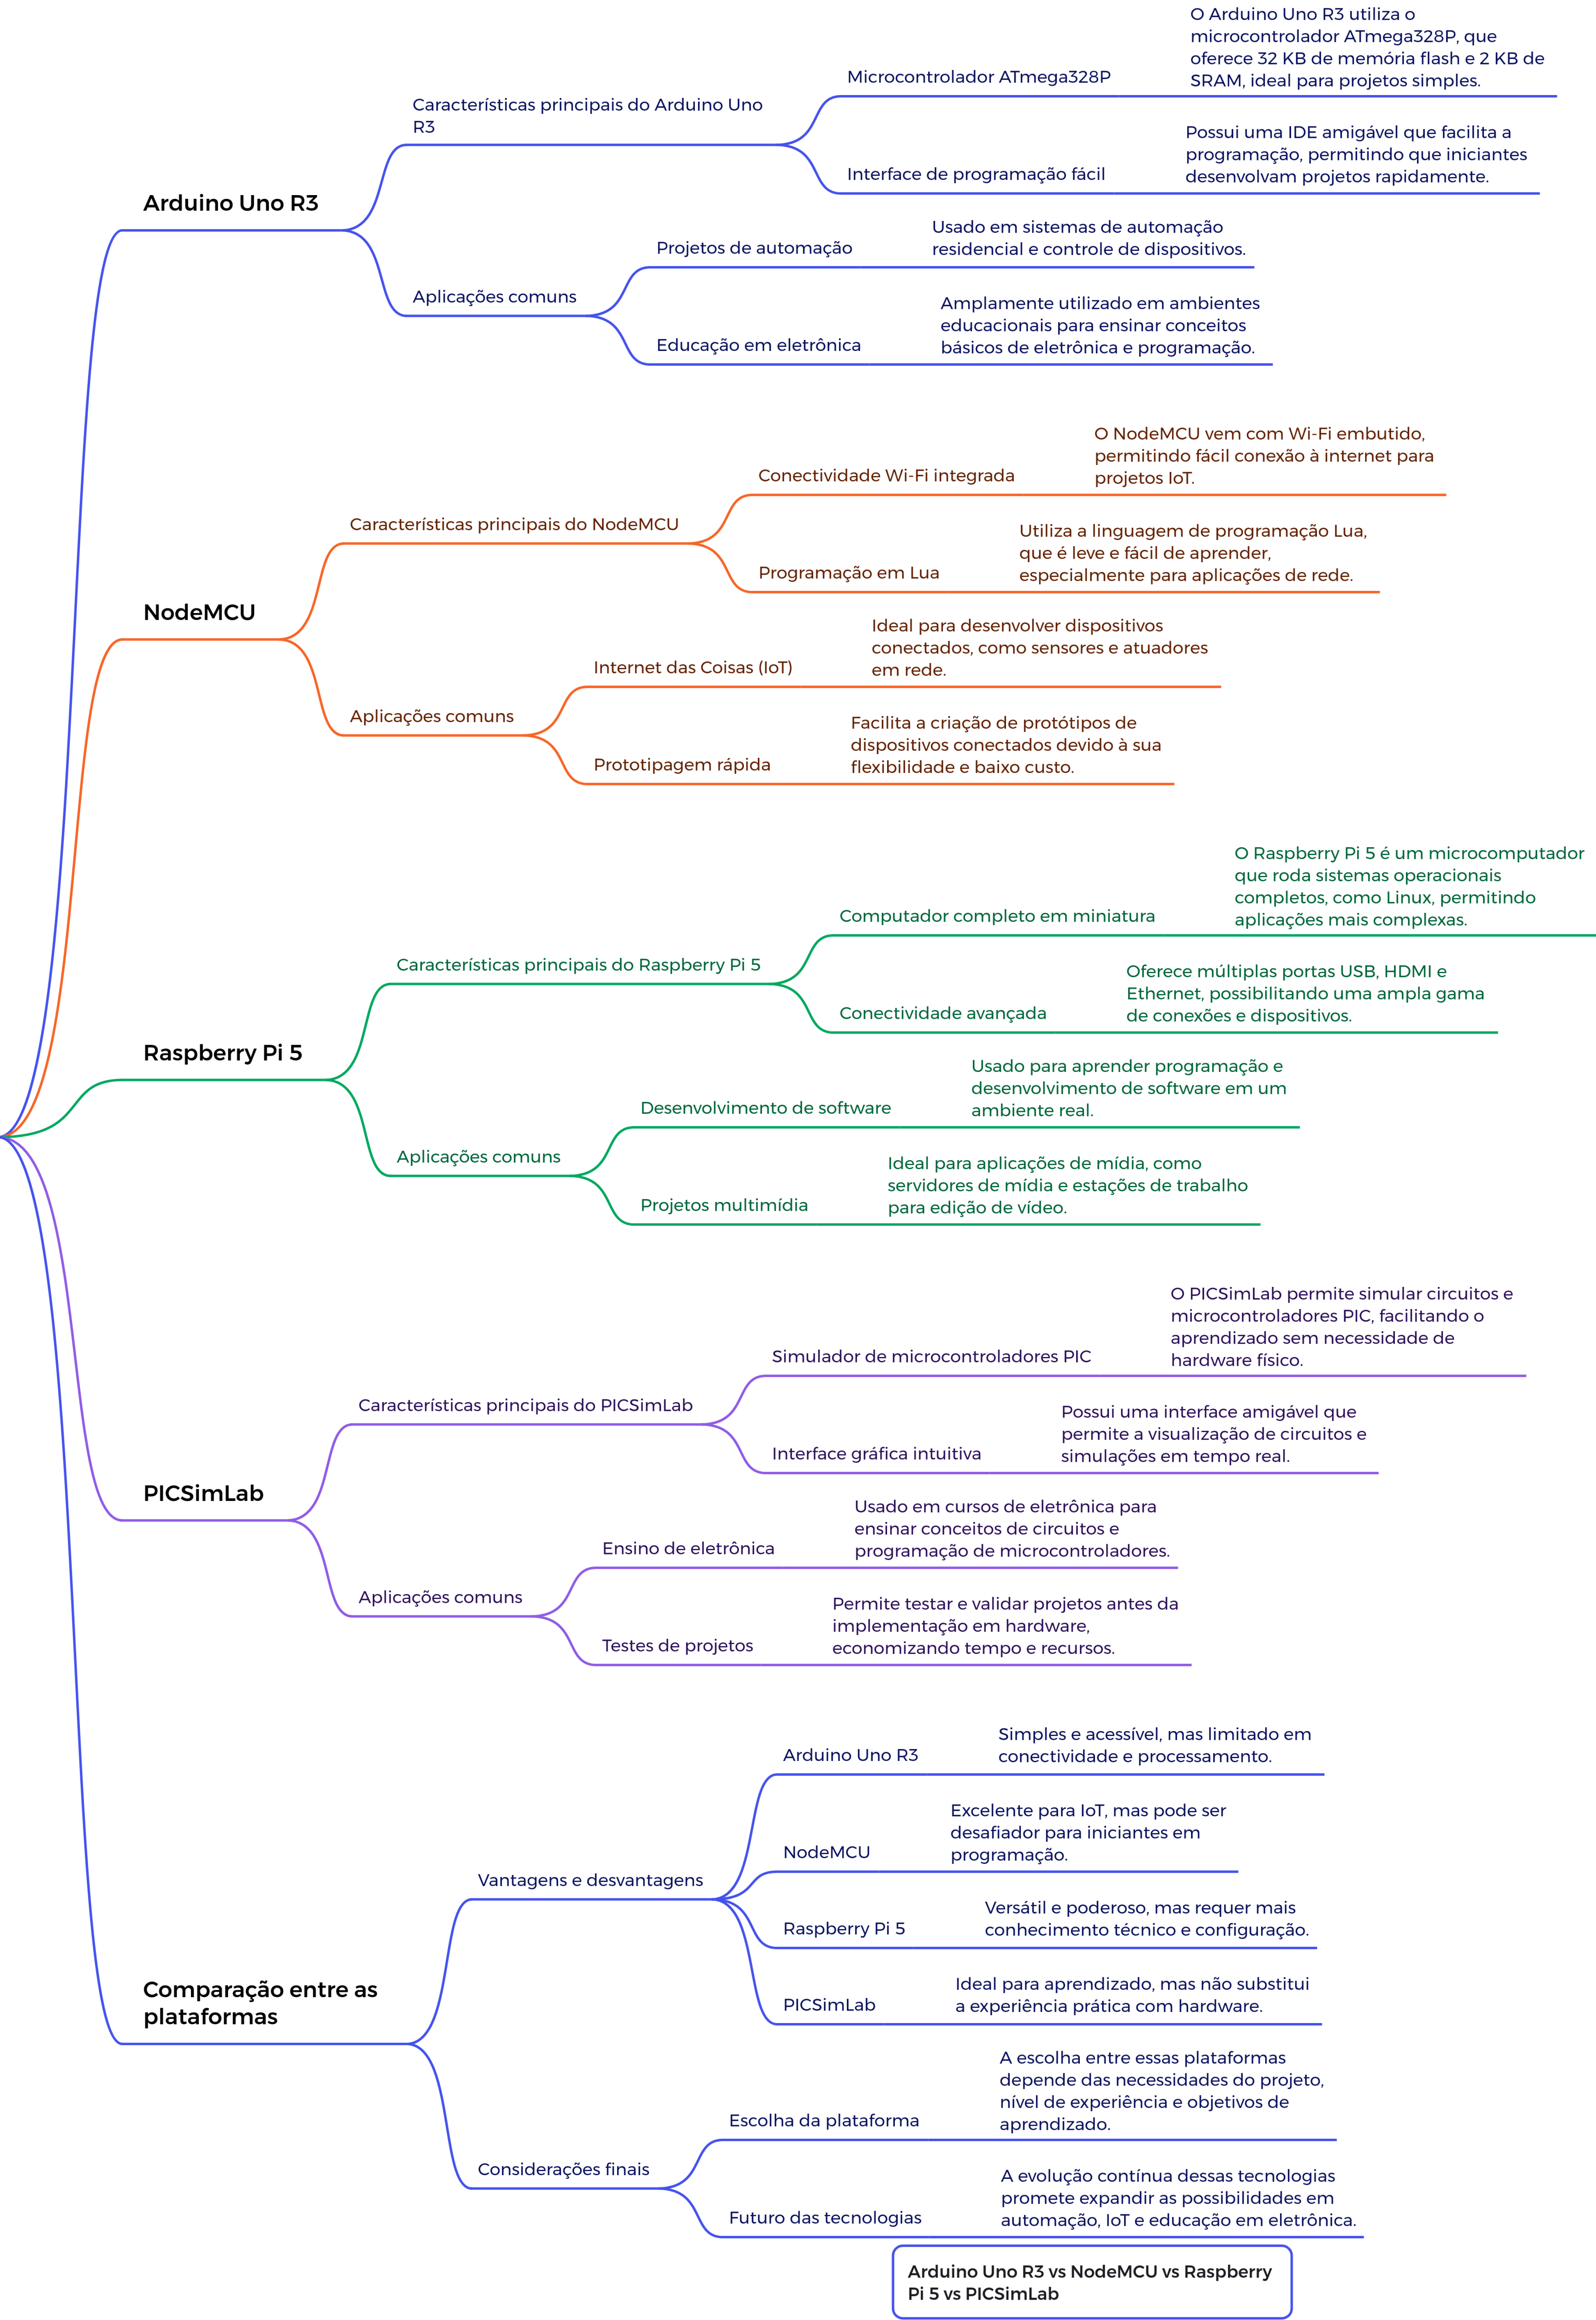 Arduino Uno R3
Características principais do Arduino Uno
R3
Microcontrolador ATmega328P
O Arduino Uno R3 utiliza o
microcontrolador ATmega328P, que
oferece 32 KB de memória flash e 2 KB de
SRAM, ideal para projetos simples.
Interface de programação fácil
Possui uma IDE amigável que facilita a
programação, permitindo que iniciantes
desenvolvam projetos rapidamente.
Aplicações comuns
Projetos de automação
Usado em sistemas de automação
residencial e controle de dispositivos.
Educação em eletrônica
Amplamente utilizado em ambientes
educacionais para ensinar conceitos
básicos de eletrônica e programação.
NodeMCU
Características principais do NodeMCU
Conectividade Wi-Fi integrada
O NodeMCU vem com Wi-Fi embutido,
permitindo fácil conexão à internet para
projetos IoT.
Programação em Lua
Utiliza a linguagem de programação Lua,
que é leve e fácil de aprender,
especialmente para aplicações de rede.
Aplicações comuns
Internet das Coisas (IoT)
Ideal para desenvolver dispositivos
conectados, como sensores e atuadores
em rede.
Prototipagem rápida
Facilita a criação de protótipos de
dispositivos conectados devido à sua
flexibilidade e baixo custo.
Raspberry Pi 5
Características principais do Raspberry Pi 5
Computador completo em miniatura
O Raspberry Pi 5 é um microcomputador
que roda sistemas operacionais
completos, como Linux, permitindo
aplicações mais complexas.
Conectividade avançada
Oferece múltiplas portas USB, HDMI e
Ethernet, possibilitando uma ampla gama
de conexões e dispositivos.
Aplicações comuns
Desenvolvimento de software
Usado para aprender programação e
desenvolvimento de software em um
ambiente real.
Projetos multimídia
Ideal para aplicações de mídia, como
servidores de mídia e estações de trabalho
para edição de vídeo.
PICSimLab
Características principais do PICSimLab
Simulador de microcontroladores PIC
O PICSimLab permite simular circuitos e
microcontroladores PIC, facilitando o
aprendizado sem necessidade de
hardware físico.
Interface gráfica intuitiva
Possui uma interface amigável que
permite a visualização de circuitos e
simulações em tempo real.
Aplicações comuns
Ensino de eletrônica
Usado em cursos de eletrônica para
ensinar conceitos de circuitos e
programação de microcontroladores.
Testes de projetos
Permite testar e validar projetos antes da
implementação em hardware,
economizando tempo e recursos.
Comparação entre as
plataformas
Vantagens e desvantagens
Arduino Uno R3
Simples e acessível, mas limitado em
conectividade e processamento.
NodeMCU
Excelente para IoT, mas pode ser
desafiador para iniciantes em
programação.
Raspberry Pi 5
Versátil e poderoso, mas requer mais
conhecimento técnico e configuração.
PICSimLab
Ideal para aprendizado, mas não substitui
a experiência prática com hardware.
Considerações finais
Escolha da plataforma
A escolha entre essas plataformas
depende das necessidades do projeto,
nível de experiência e objetivos de
aprendizado.
Futuro das tecnologias
A evolução contínua dessas tecnologias
promete expandir as possibilidades em
automação, IoT e educação em eletrônica.
Arduino Uno R3 vs NodeMCU vs Raspberry
Pi 5 vs PICSimLab